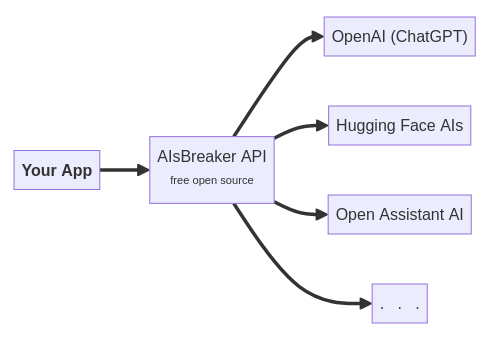 OpenAI (ChatGPT)
Hugging Face AIs
Your App
AIsBreaker API
free open source
Open Assistant AI
. . .